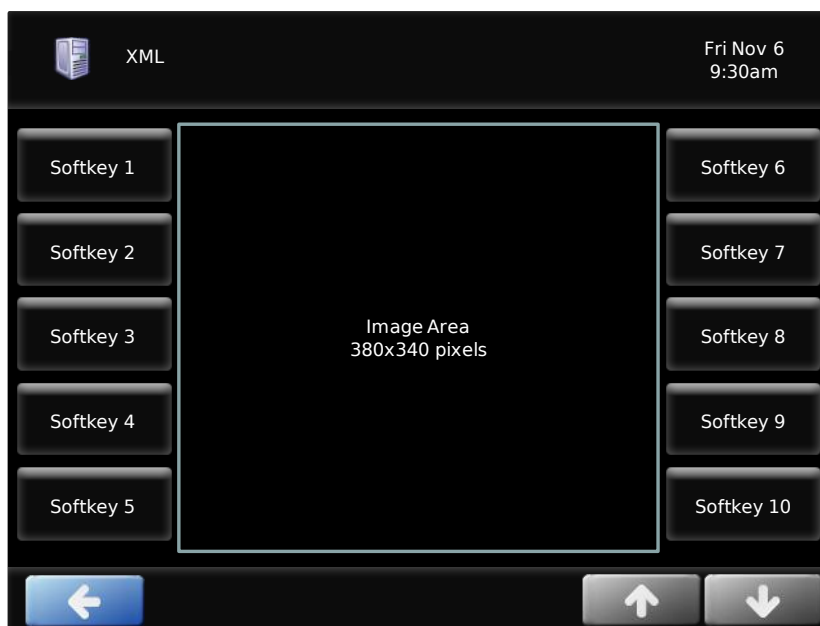 XML
Fri Nov 6
9:30am
Softkey 1
Softkey 2
Softkey 3
Softkey 4
Softkey 5
Image Area
380x340 pixels
Softkey 6
Softkey 7
Softkey 8
Softkey 9
Softkey 10